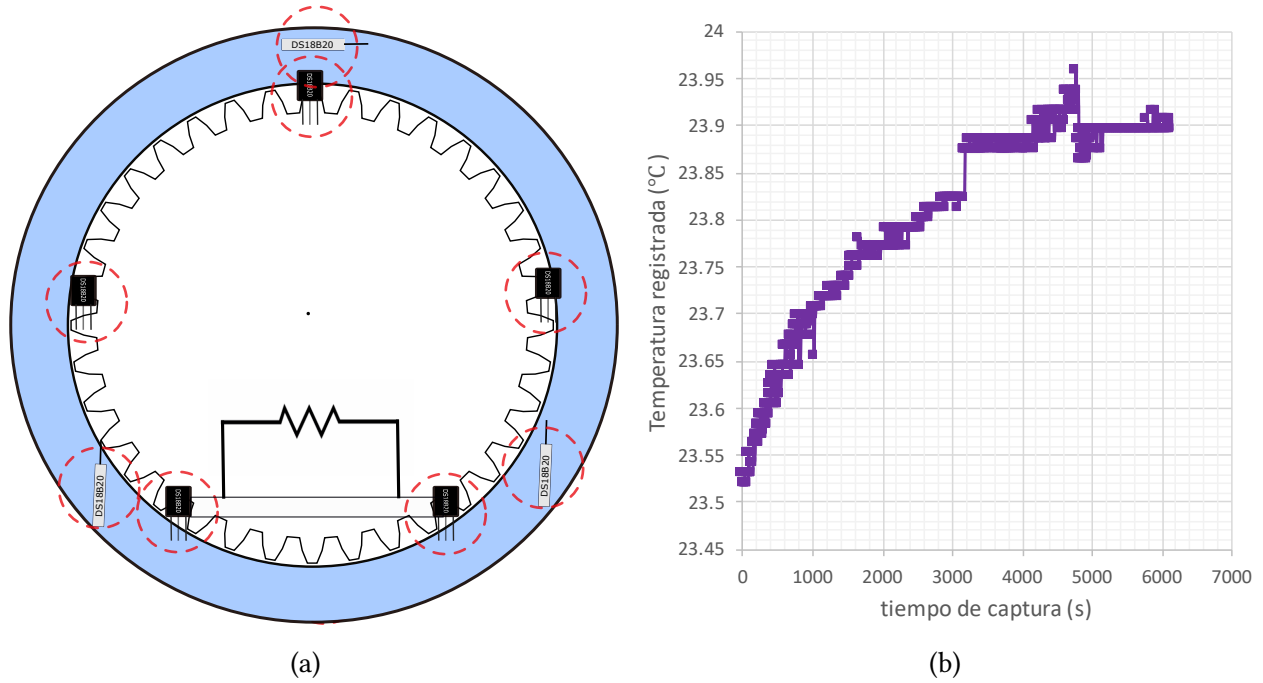 DS18B20
DS18B20
DS18B20
DS18B20
DS18B20
DS18B20
DS18B20
DS18B20
(a)
24
23.95
23.9
23.85
23.8
23.75
23.7
23.65
23.6
23.55
23.5
23.45
Temperatura registrada (°C)
0 1000 2000 3000 4000 5000 6000 7000
tiempo de captura (s)
(b)